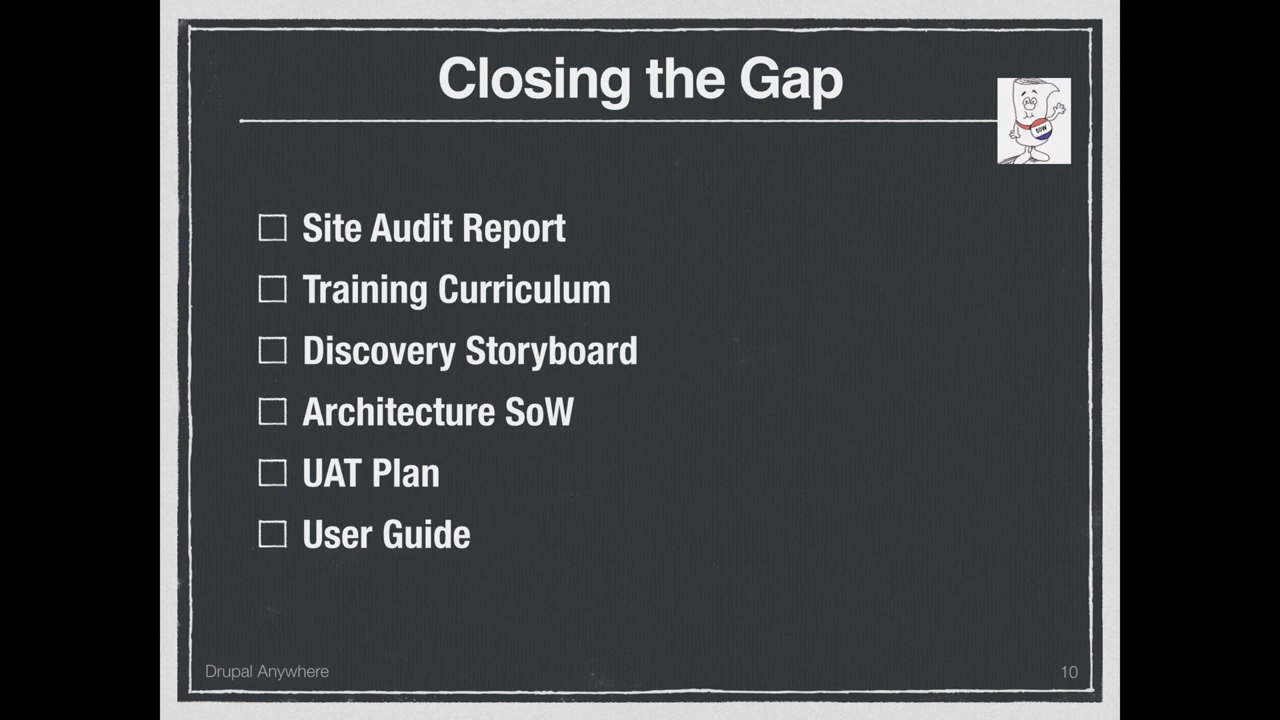 Closing the Gap
SOW
Site Audit Report
Training Curriculum
Discovery Storyboard
Architecture SoW
UAT Plan
User Guide
Drupal Anywhere
10